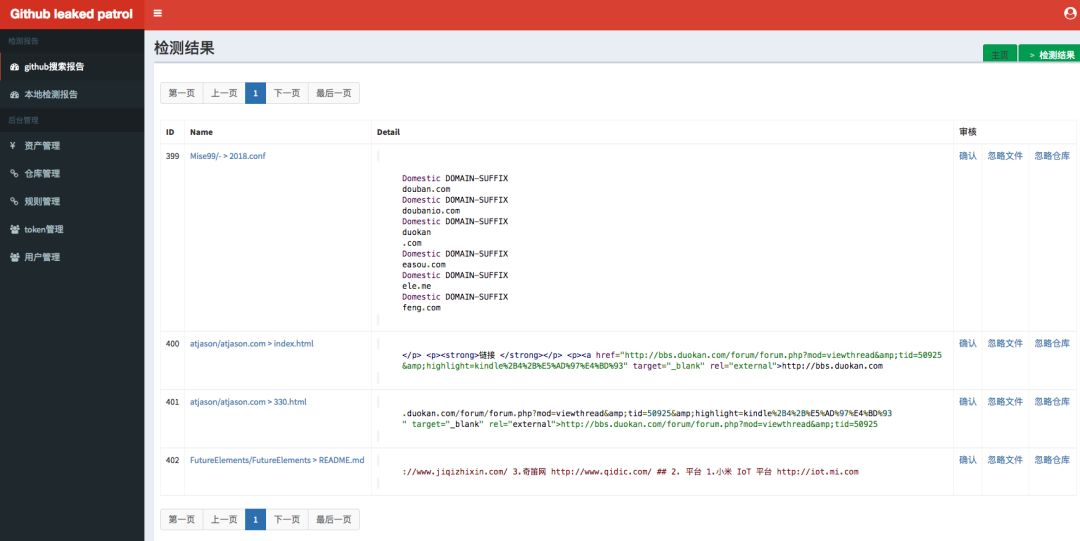 Github leaked patrol
检测报告
github搜索报告
本地检测报告
后台管理
资产管理
仓库管理
规则管理
token管理
用户管理
检测结果
主页 > 检测结果
第一页 上一页 1 下一页 最后一页
ID Name Detail 审核
399 Mise99/- > 2018.conf 确认 忽略文件 忽略仓库
Domestic DOMAIN-SUFFIX
douban.com
Domestic DOMAIN-SUFFIX
doubanio.com
Domestic DOMAIN-SUFFIX
duokan
.com
Domestic DOMAIN-SUFFIX
easou.com
Domestic DOMAIN-SUFFIX
ele.me
Domestic DOMAIN-SUFFIX
feng.com
400 atjason/atjason.com > index.html 确认 忽略文件 忽略仓库
</p> <p><strong>链接 </strong></p> <p><a href="http://bbs.duokan.com/forum/forum.php?mod=viewthread&amp;tid=50925
&amp;highlight=kindle%2B4%2B%E5%AD%97%E4%BD%93" target="_blank" rel="external">http://bbs.duokan.com
401 atjason/atjason.com > 330.html 确认 忽略文件 忽略仓库
.duokan.com/forum/forum.php?mod=viewthread&amp;tid=50925&amp;highlight=kindle%2B4%2B%E5%AD%97%E4%BD%93
" target="_blank" rel="external">http://bbs.duokan.com/forum/forum.php?mod=viewthread&amp;tid=50925
402 FutureElements/FutureElements > README.md 确认 忽略文件 忽略仓库
://www.jiqizhixin.com/ 3.奇笛网 http://www.qidic.com/ ## 2. 平台 1.小米 IoT 平台 http://iot.mi.com
第一页 上一页 1 下一页 最后一页